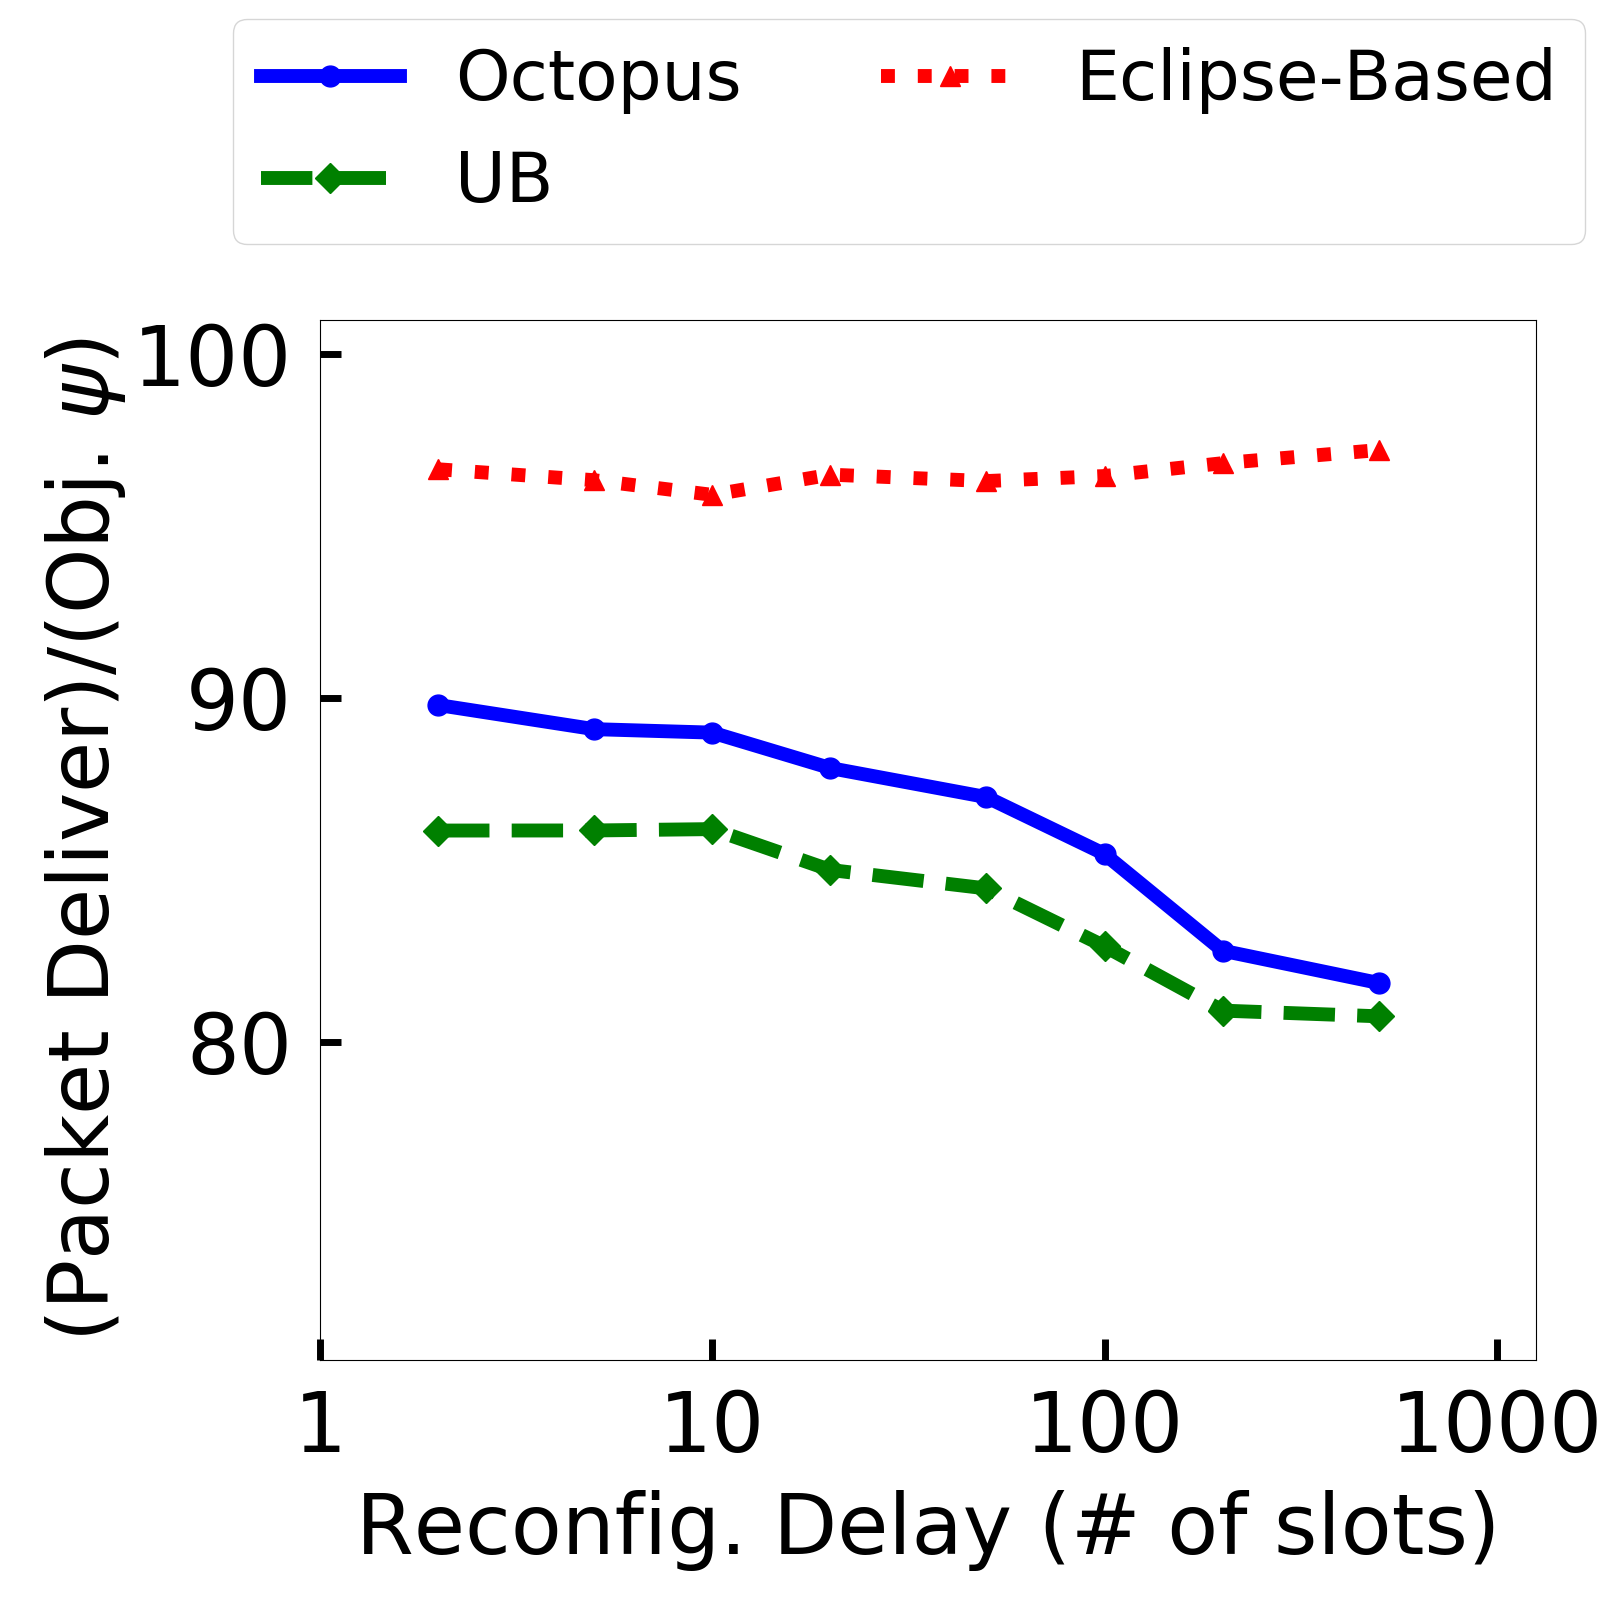 Octopus
Eclipse-Based
UB
(Packet Deliver)/(Obj. ψ)
100
90
80
1
10
100
1000
Reconfig. Delay (# of slots)